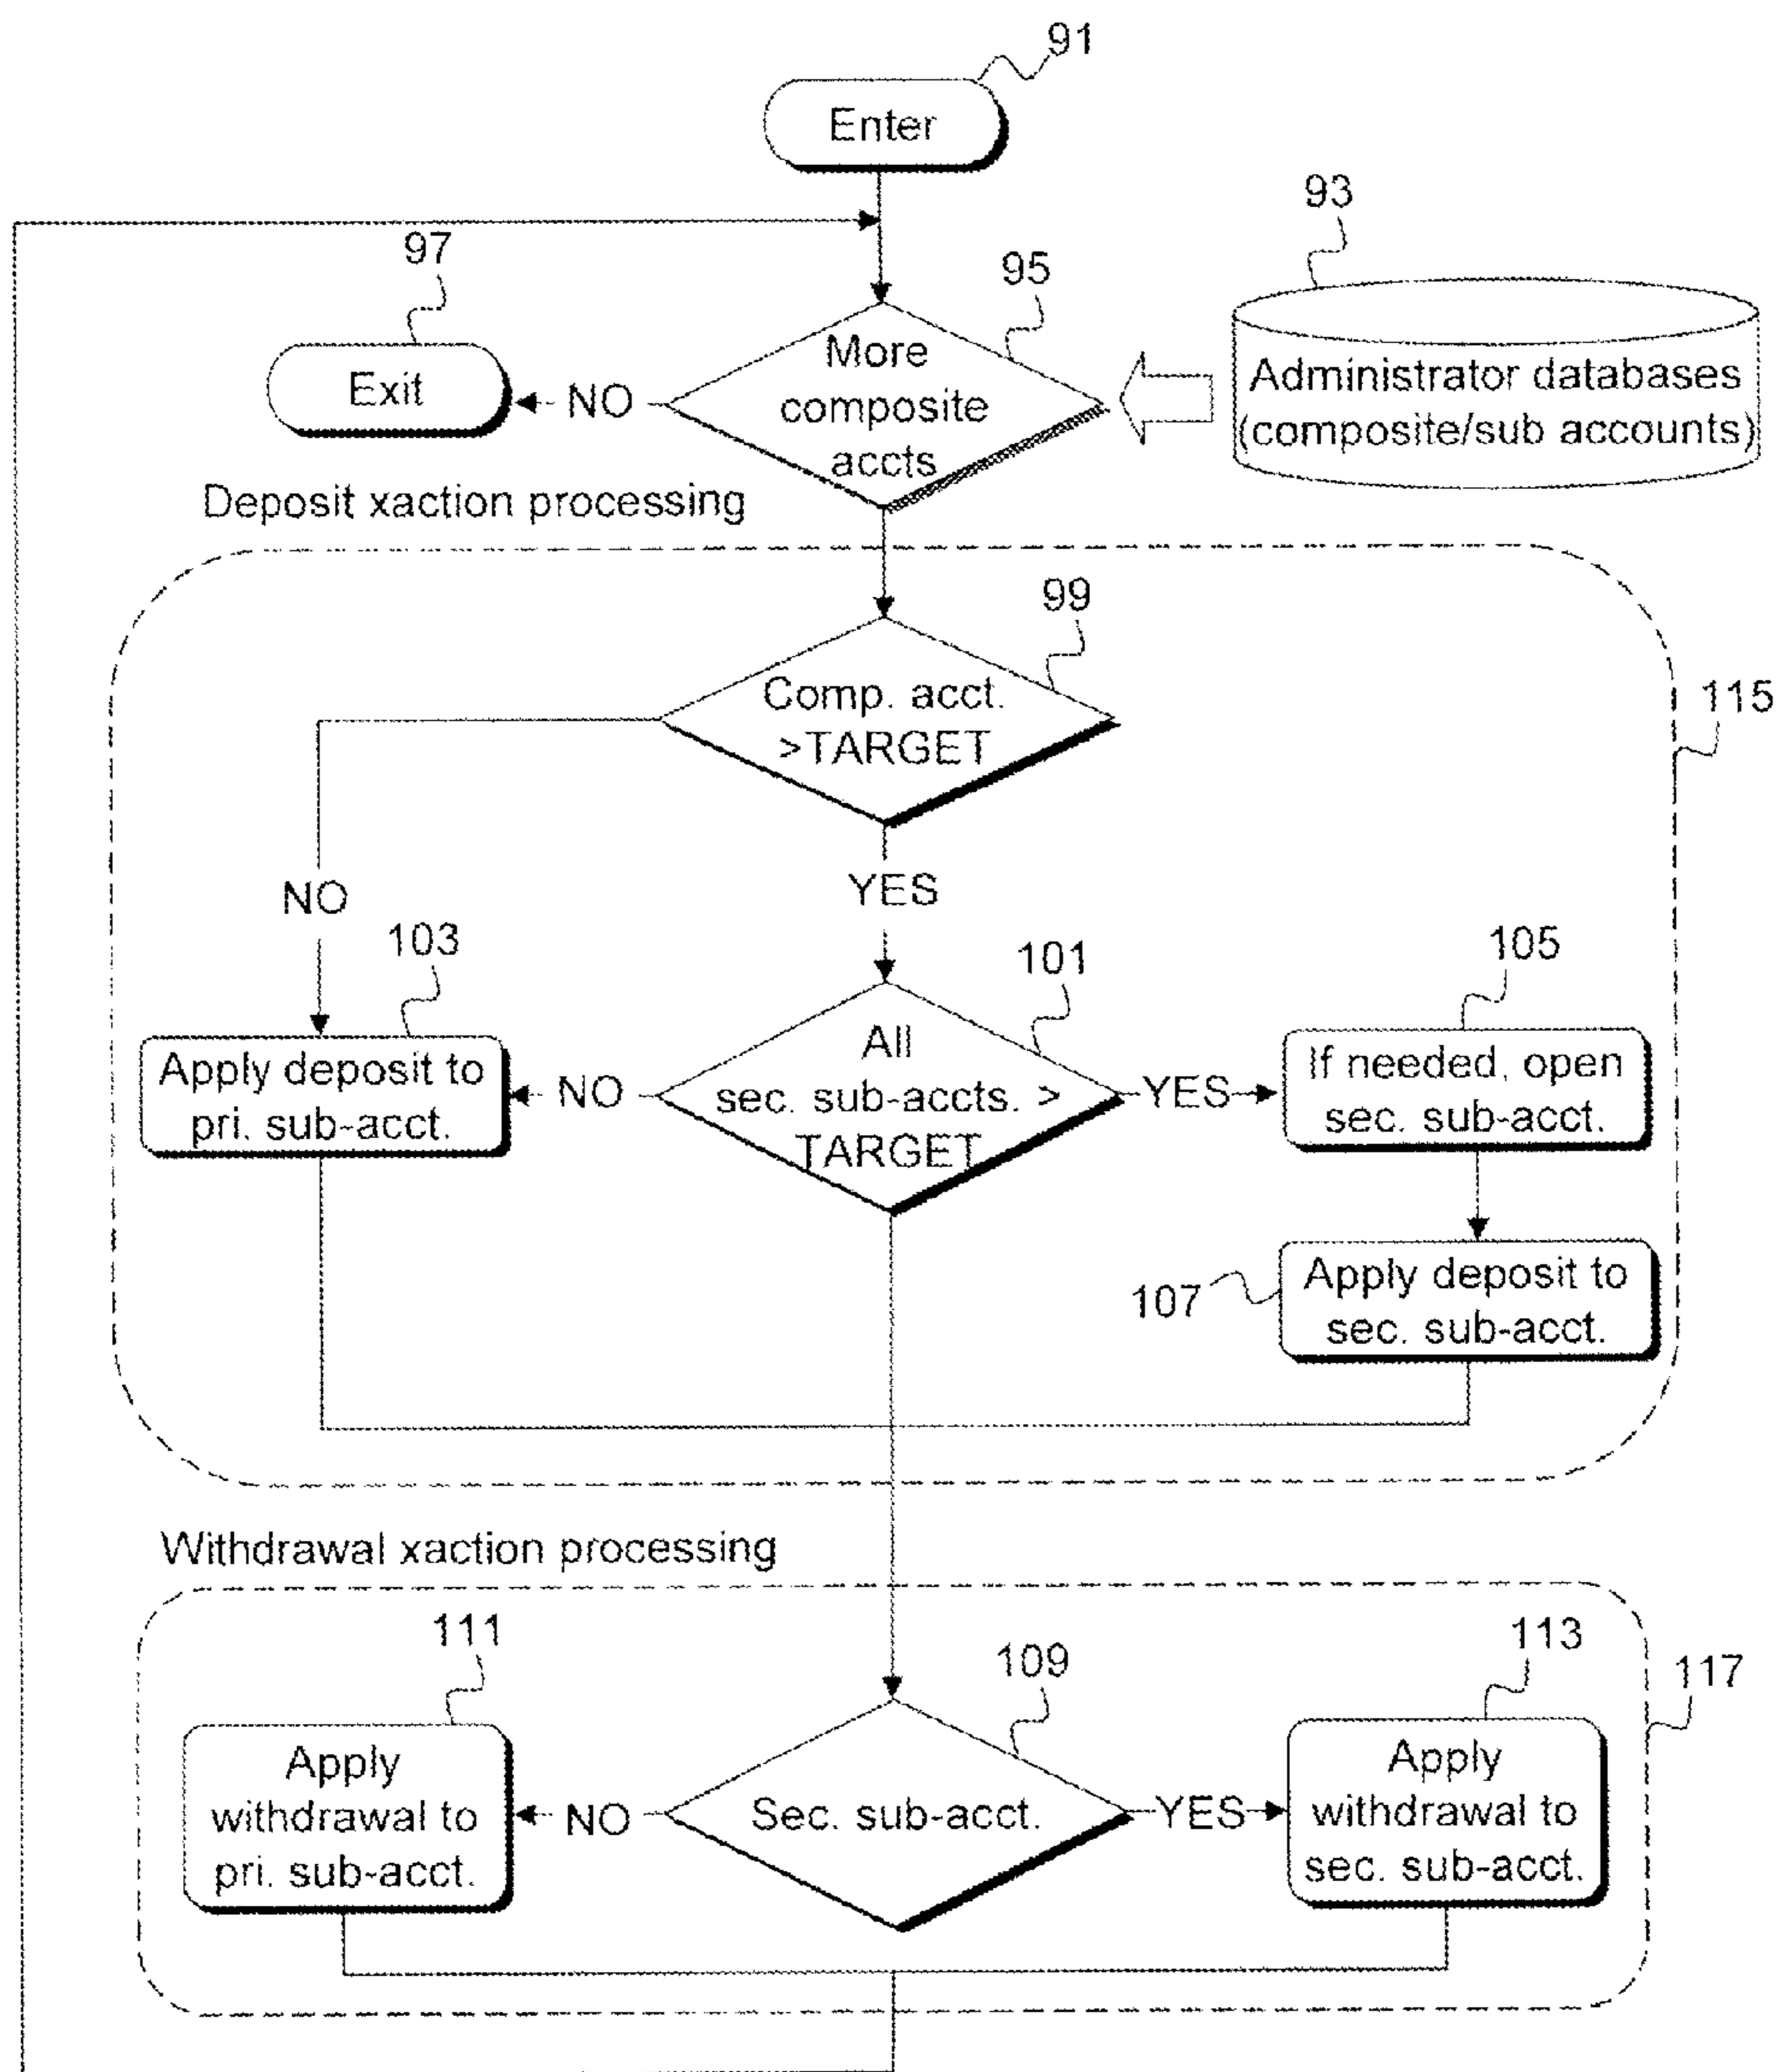 91
Enter
93
97
95
Exit
NO
More
composite
accts
Administrator databases
(composite/sub accounts)
Deposit xaction processing
99
Comp. acct.
>TARGET
115
NO
YES
103
101
105
Apply deposit to
pri. sub-acct.
NO
All
sec. sub-accts. >
TARGET
YES
If needed, open
sec. sub-acct.
107
Apply deposit to
sec. sub-acct.
Withdrawal xaction processing
111
109
113
117
Apply
withdrawal to
pri. sub-acct.
NO
Sec. sub-acct.
YES
Apply
withdrawal to
sec. sub-acct.